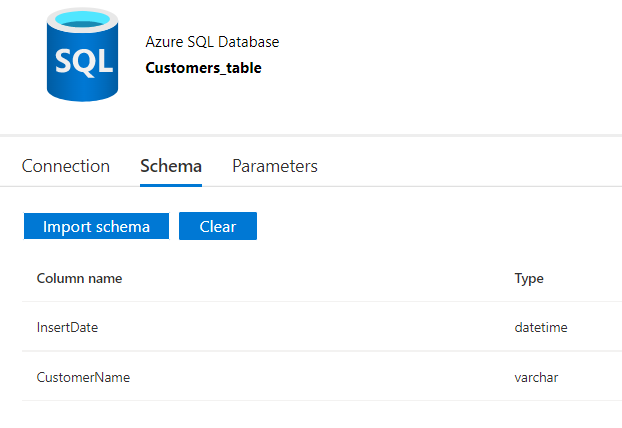 SQL
Azure SQL Database
Customers_table
Connection Schema Parameters
Import schema Clear
Column name Type
InsertDate datetime
CustomerName varchar